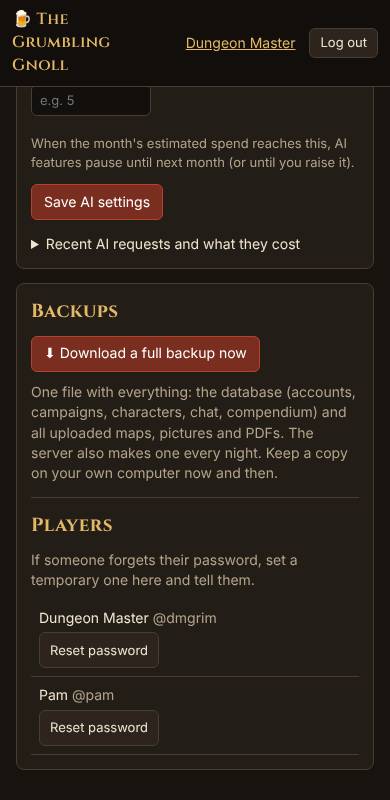 🍺 The
Grumbling
Gnoll
Dungeon Master
Log out
e.g. 5
When the month's estimated spend reaches this, AI
features pause until next month (or until you raise it).
Save AI settings
▶ Recent AI requests and what they cost
Backups
⬇ Download a full backup now
One file with everything: the database (accounts,
campaigns, characters, chat, compendium) and
all uploaded maps, pictures and PDFs. The
server also makes one every night. Keep a copy
on your own computer now and then.
Players
If someone forgets their password, set a
temporary one here and tell them.
Dungeon Master @dmgrim
Reset password
Pam @pam
Reset password